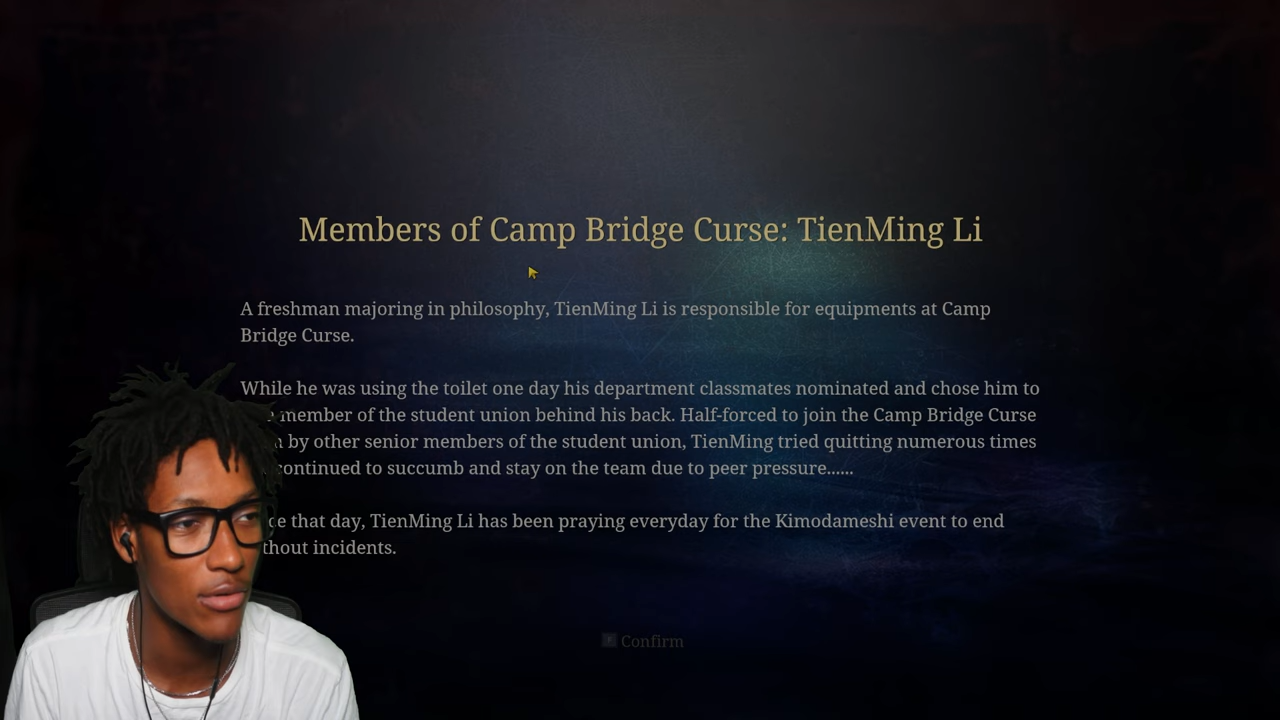 Members of Camp Bridge Curse: TienMing Li
A freshman majoring in philosophy, TienMing Li is responsible for equipments at Camp
Bridge Curse.
While he was using the toilet one day his department classmates nominated and chose him to
member of the student union behind his back. Half-forced to join the Camp Bridge Curse
by other senior members of the student union, TienMing tried quitting numerous times
continued to succumb and stay on the team due to peer pressure......
that day, TienMing Li has been praying everyday for the Kimodameshi event to end
incidents.
Confirm